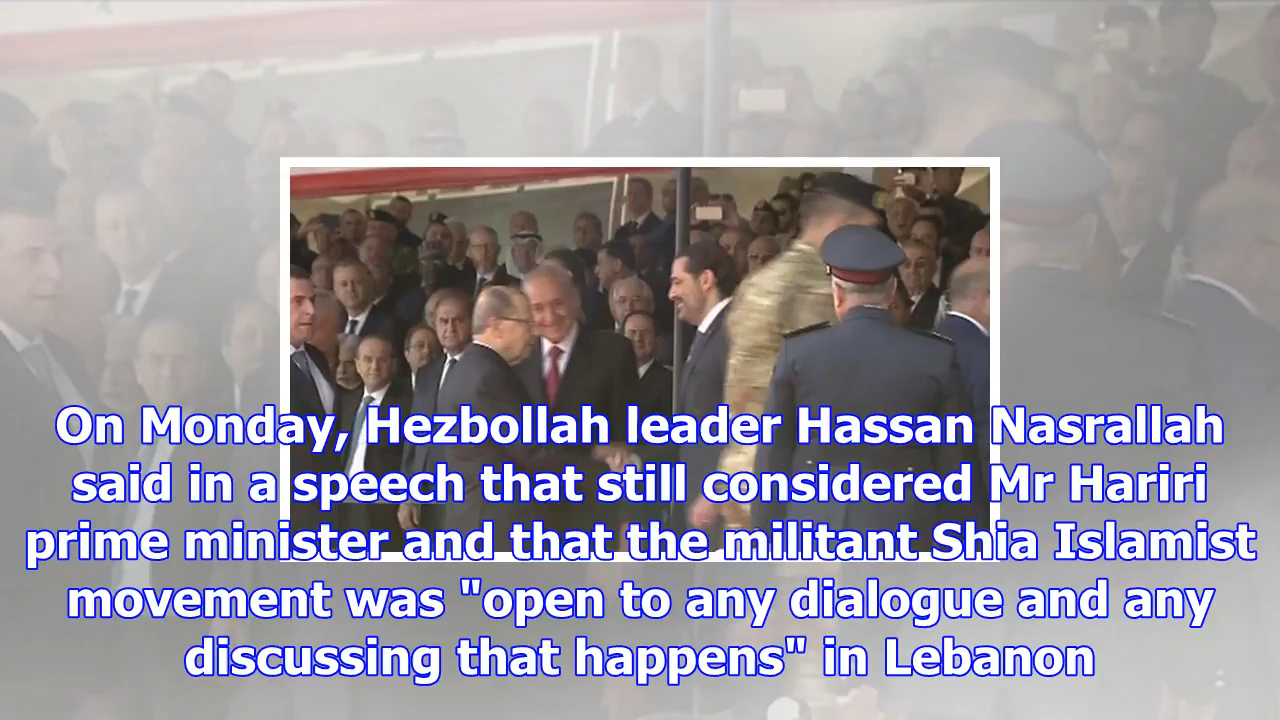 On Monday, Hezbollah leader Hassan Nasrallah
said in a speech that still considered Mr Hariri
prime minister and that the militant Shia Islamist
movement was "open to any dialogue and any
discussing that happens" in Lebanon